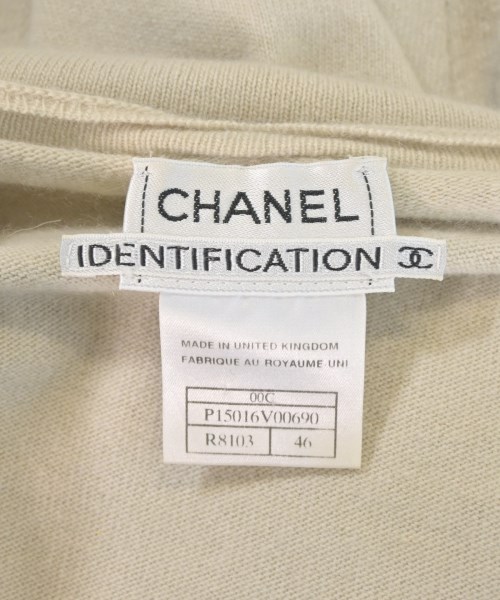 CHANEL
IDENTIFICATION
MADE IN UNITED KINGDOM
FABRIQUE AU ROYAUME UNI
00C
P15016V00690
R8103 46